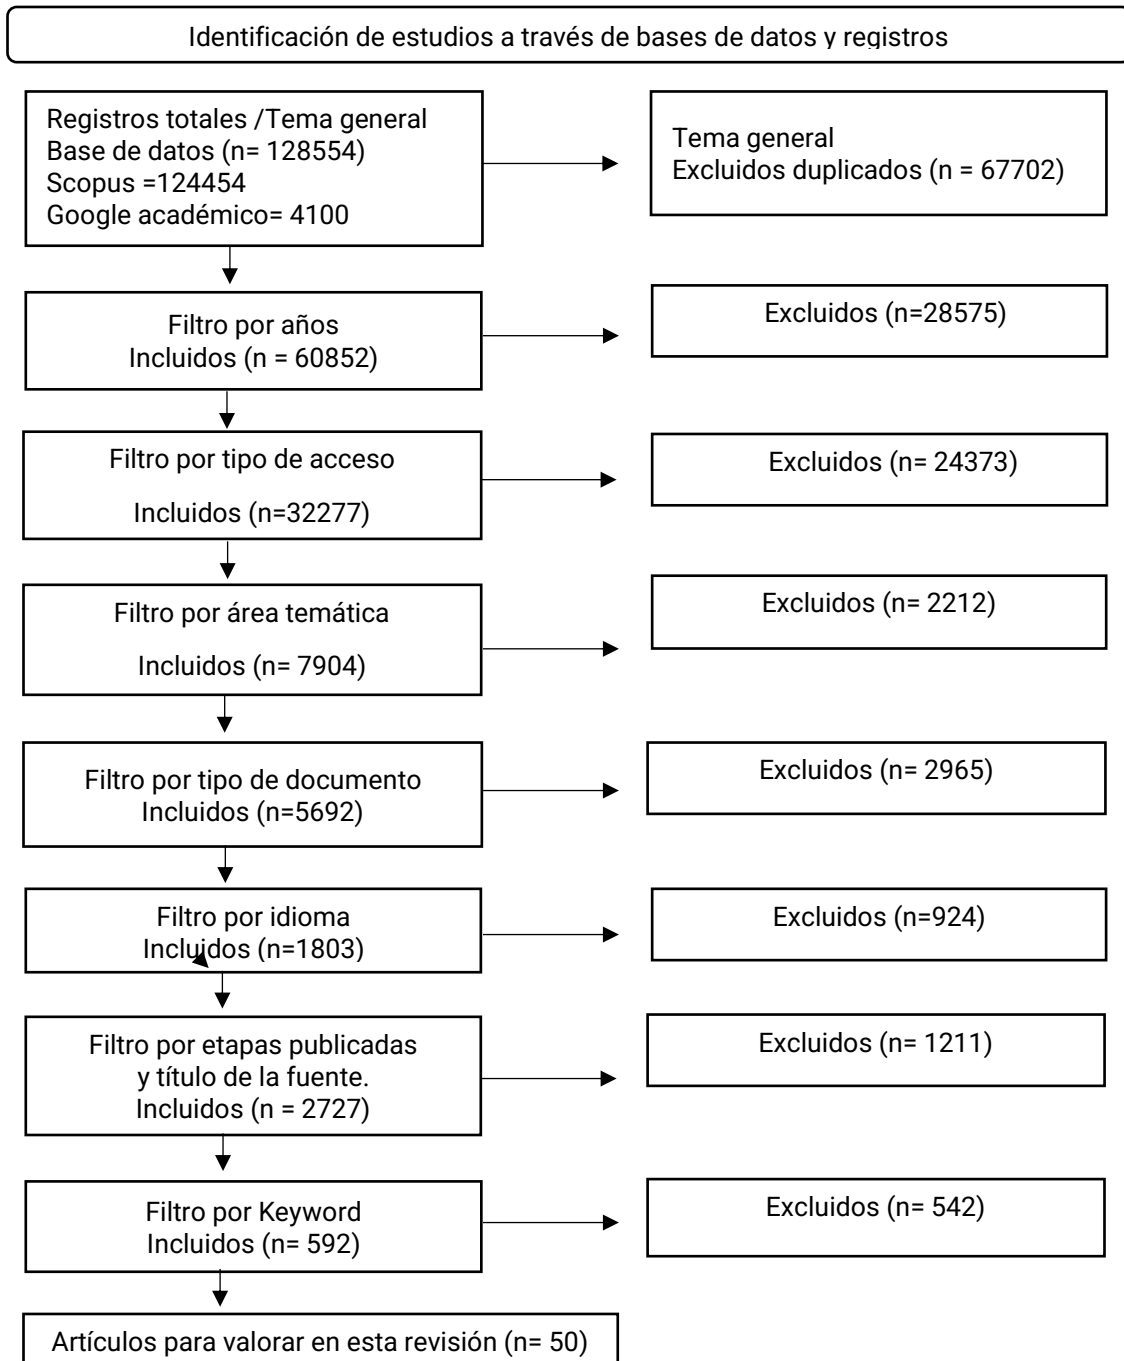 Identificación de estudios a través de bases de datos y registros
Registros totales /Tema general
Base de datos (n= 128554)
Scopus =124454
Google académico= 4100
Tema general
Excluidos duplicados (n = 67702)
Filtro por años
Incluidos (n = 60852)
Excluidos (n=28575)
Filtro por tipo de acceso
Incluidos (n=32277)
Excluidos (n= 24373)
Filtro por área temática
Incluidos (n= 7904)
Excluidos (n= 2212)
Filtro por tipo de documento
Incluidos (n=5692)
Excluidos (n= 2965)
Filtro por idioma
Incluidos (n=1803)
Excluidos (n=924)
Filtro por etapas publicadas
y título de la fuente.
Incluidos (n = 2727)
Excluidos (n= 1211)
Filtro por Keyword
Incluidos (n= 592)
Excluidos (n= 542)
Artículos para valorar en esta revisión (n= 50)